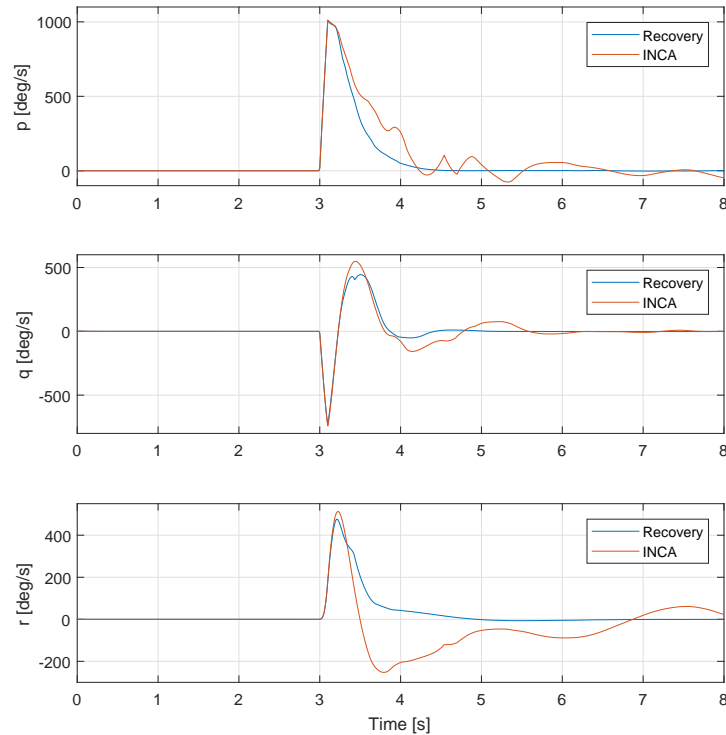 1000
500
0
p [deg/s]
Recovery
INCA
0 1 2 3 4 5 6 7 8
500
0
-500
q [deg/s]
Recovery
INCA
0 1 2 3 4 5 6 7 8
400
200
0
-200
r [deg/s]
Recovery
INCA
0 1 2 3 4 5 6 7 8
Time [s]